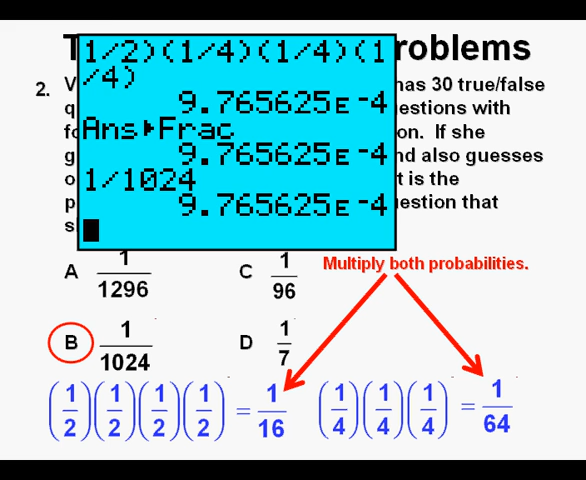 T roblems
1/2)(1/4)(1/4)(1
/4)
9.765625E-4
Ans▶Frac
9.765625E-4
1/1024
9.765625E-4
2. V has 30 true/false
q estions with
fo on. If she
g nd also guesses
o t is the
p estion that
s
A 1/1296 C 1/96 Multiply both probabilities.
B 1/1024 D 1/7
(1/2)(1/2)(1/2)(1/2) = 1/16 (1/4)(1/4)(1/4) = 1/64